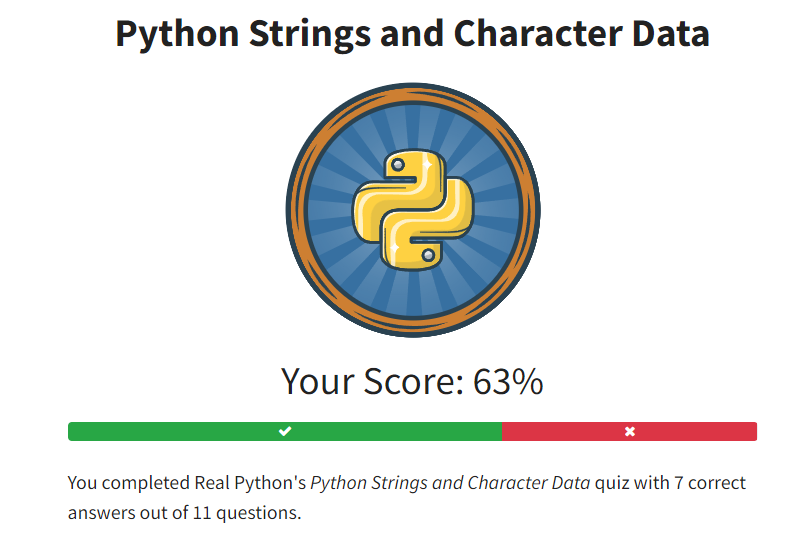 Python Strings and Character Data
Your Score: 63%
You completed Real Python's Python Strings and Character Data quiz with 7 correct
answers out of 11 questions.